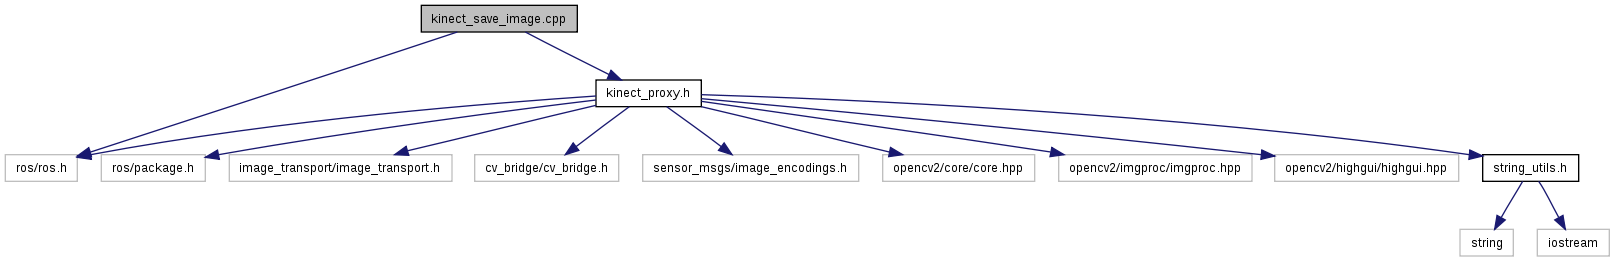 kinect_save_image.cpp
kinect_proxy.h
ros/ros.h
ros/package.h
image_transport/image_transport.h
cv_bridge/cv_bridge.h
sensor_msgs/image_encodings.h
opencv2/core/core.hpp
opencv2/imgproc/imgproc.hpp
opencv2/highgui/highgui.hpp
string_utils.h
string
iostream